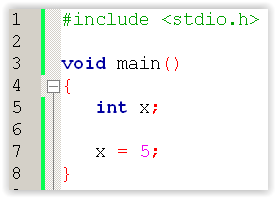 1 #include <stdio.h>
2
3 void main()
4 {
5 int x;
6
7 x = 5;
8 }